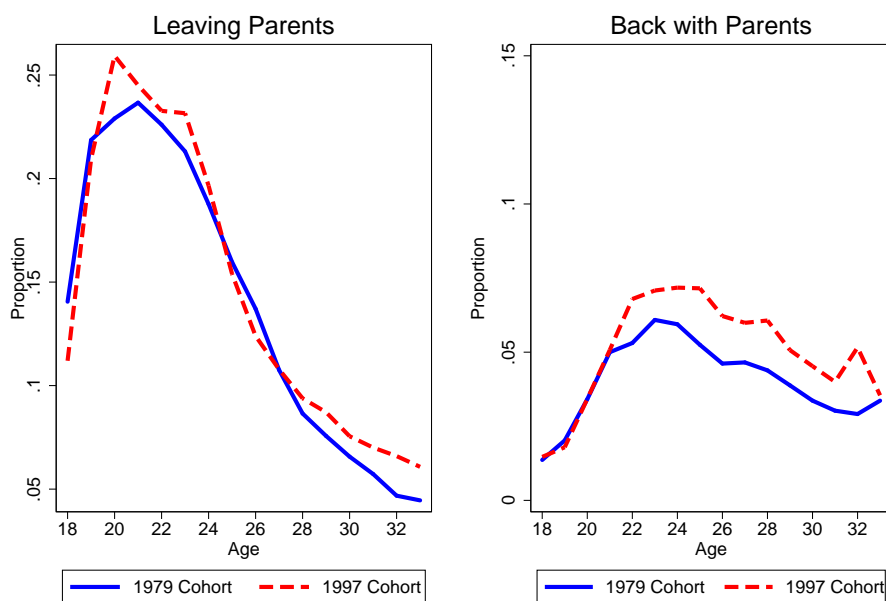 Leaving Parents
Proportion
.25
.2
.15
.1
.05
18 20 22 24 26 28 30 32
Age
1979 Cohort 1997 Cohort
Back with Parents
Proportion
.15
.1
.05
0
18 20 22 24 26 28 30 32
Age
1979 Cohort 1997 Cohort